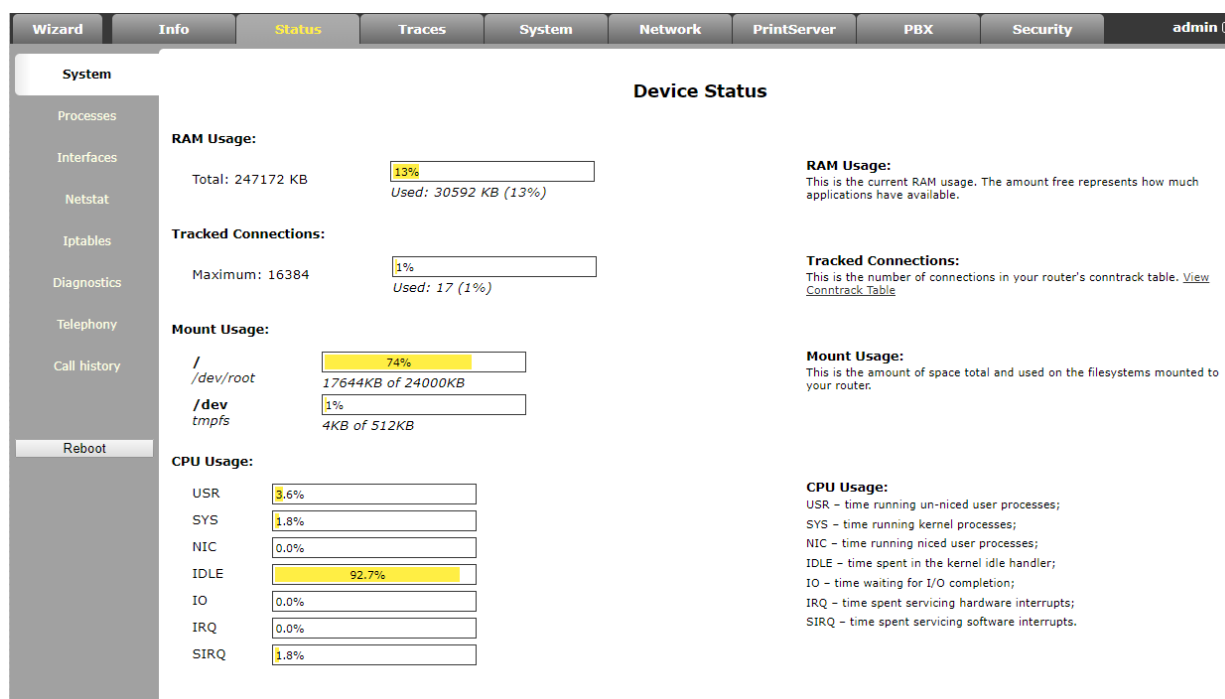 Wizard Info Status Traces System Network PrintServer PBX Security admin
System
Processes
Interfaces
Netstat
Iptables
Diagnostics
Telephony
Call history
Reboot
Device Status
RAM Usage:
Total: 247172 KB
13%
Used: 30592 KB (13%)
RAM Usage:
This is the current RAM usage. The amount free represents how much
applications have available.
Tracked Connections:
Maximum: 16384
1%
Used: 17 (1%)
Tracked Connections:
This is the number of connections in your router's conntrack table. View
Conntrack Table
Mount Usage:
/
/dev/root
74%
17644KB of 24000KB
/dev
tmpfs
1%
4KB of 512KB
Mount Usage:
This is the amount of space total and used on the filesystems mounted to
your router.
CPU Usage:
USR 3.6%
SYS 1.8%
NIC 0.0%
IDLE 92.7%
IO 0.0%
IRQ 0.0%
SIRQ 1.8%
CPU Usage:
USR – time running un-niced user processes;
SYS – time running kernel processes;
NIC – time running niced user processes;
IDLE – time spent in the kernel idle handler;
IO – time waiting for I/O completion;
IRQ – time spent servicing hardware interrupts;
SIRQ – time spent servicing software interrupts.